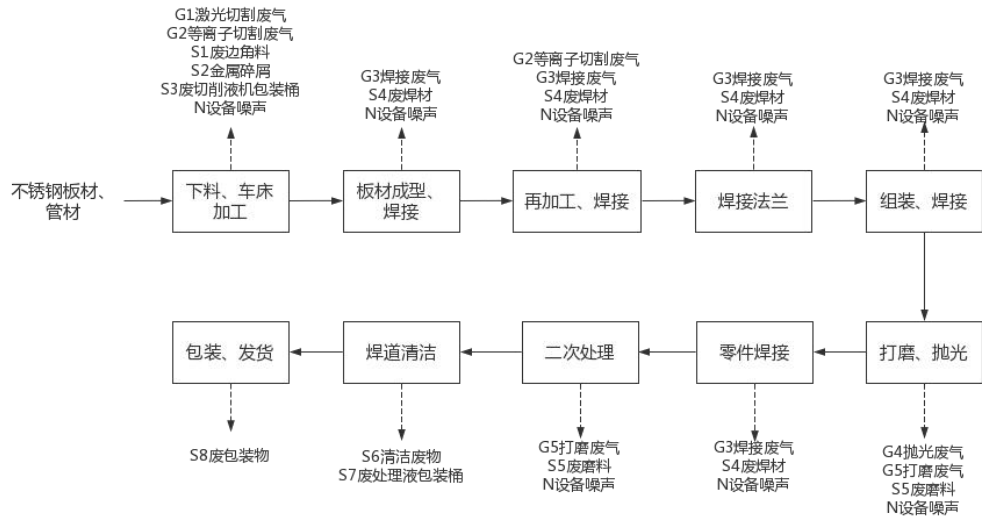 G1激光切割废气
G2等离子切割废气
S1废边角料
S2金属碎屑
S3废切削液机包装桶
N设备噪声
G3焊接废气
S4废焊材
N设备噪声
G2等离子切割废气
G3焊接废气
S4废焊材
N设备噪声
G3焊接废气
S4废焊材
N设备噪声
G3焊接废气
S4废焊材
N设备噪声
不锈钢板材、
管材
下料、车床
加工
板材成型、
焊接
再加工、焊接
焊接法兰
组装、焊接
包装、发货
焊道清洁
二次处理
零件焊接
打磨、抛光
S8废包装物
S6清洁废物
S7废处理液包装桶
G5打磨废气
S5废磨料
N设备噪声
G3焊接废气
S4废焊材
N设备噪声
G4抛光废气
G5打磨废气
S5废磨料
N设备噪声